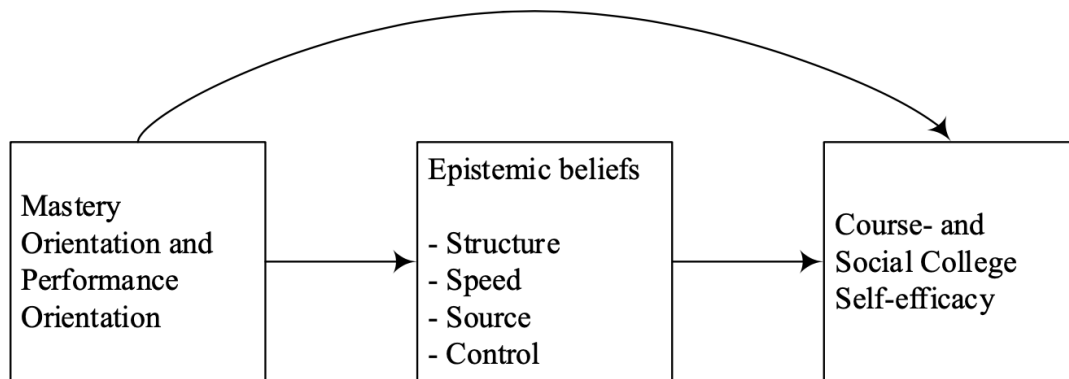 Mastery
Orientation and
Performance
Orientation
Epistemic beliefs
- Structure
- Speed
- Source
- Control
Course- and
Social College
Self-efficacy